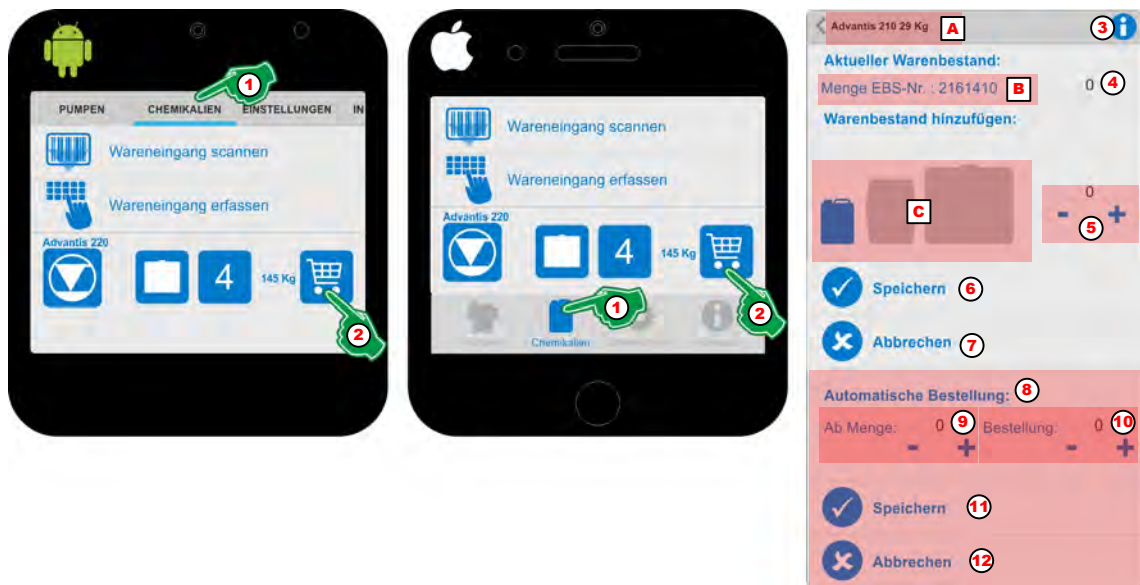 1
PUMPEN CHEMIKALIEN EINSTELLUNGEN IN
Wareneingang scannen
Wareneingang erfassen
Advantis 220
4 145 Kg
2
Wareneingang scannen
Wareneingang erfassen
Advantis 220
4 145 Kg
1
2
Chemikalien
Advantis 210 29 Kg A 3
Aktueller Warenbestand:
Menge EBS-Nr. : 2161410 B 0 4
Warenbestand hinzufügen:
0
C - 5 +
Speichern 6
Abbrechen 7
Automatische Bestellung: 8
Ab Menge: 0 9 Bestellung: 0 10
- + - +
Speichern 11
Abbrechen 12